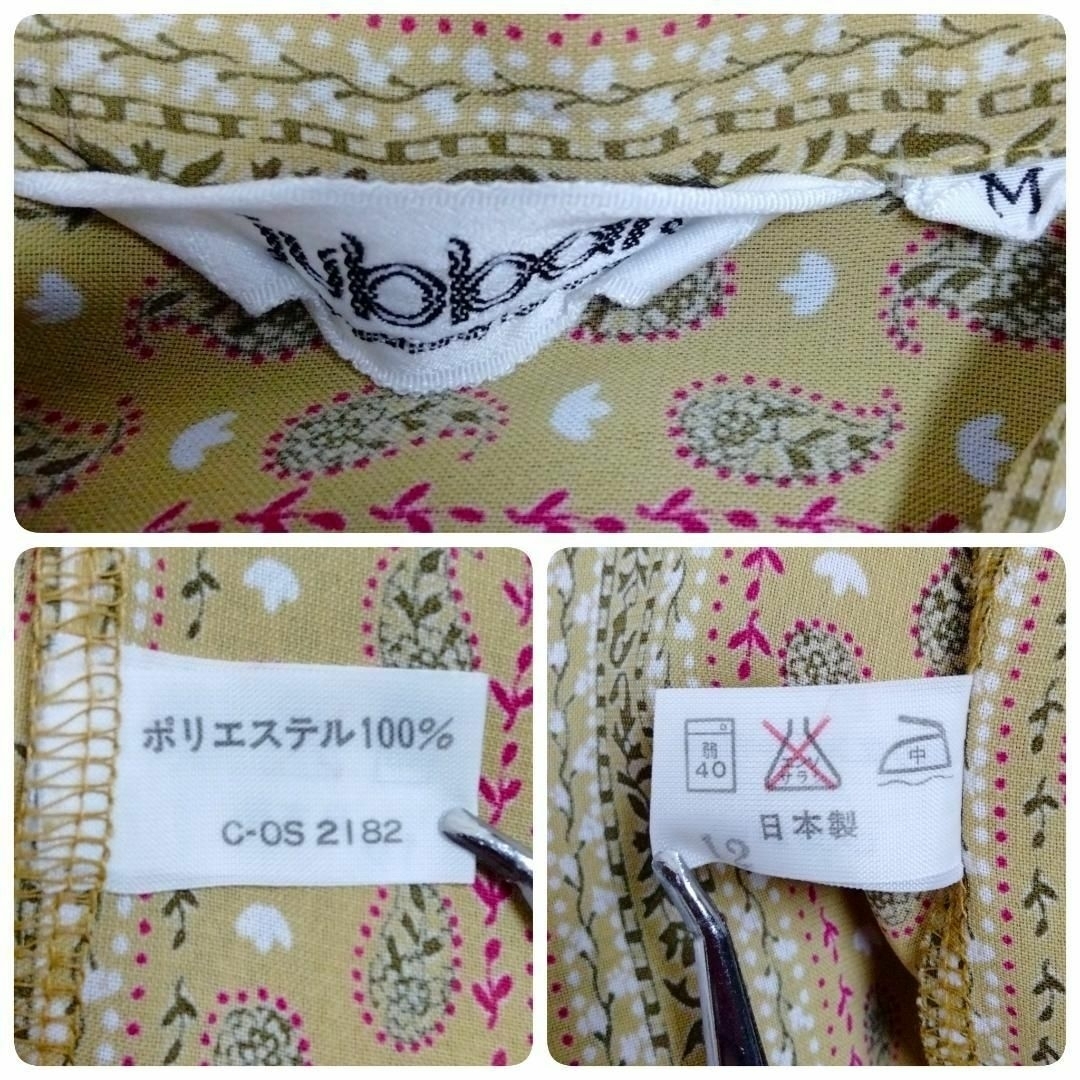 M
ポリエステル100%
C-OS 2182
弱
40
エンソ
サラシ
中
日本製
12